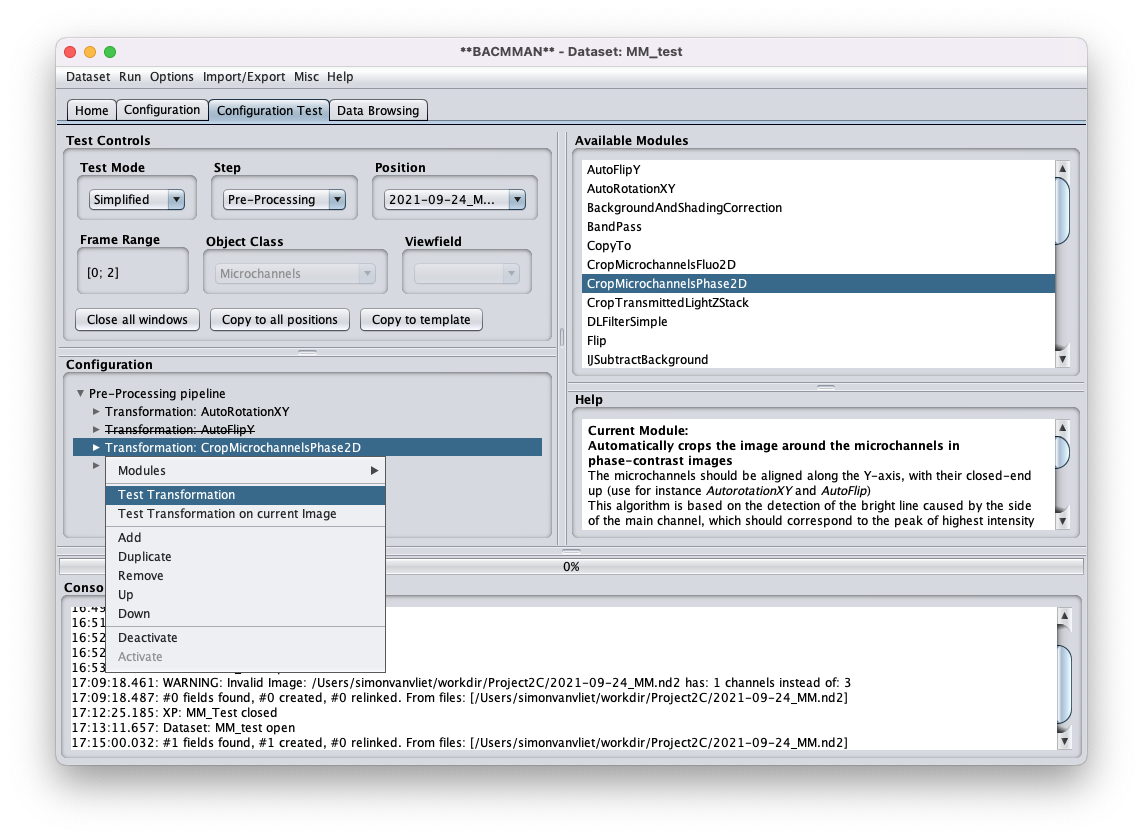 **BACMMAN** - Dataset: MM_test
Dataset Run Options Import/Export Misc Help
Home Configuration Configuration Test Data Browsing
Test Controls
Test Mode Step Position
Simplified Pre-Processing 2021-09-24_M...
Frame Range Object Class Viewfield
[0; 2] Microchannels
Close all windows Copy to all positions Copy to template
Configuration
Pre-Processing pipeline
Transformation: AutoRotationXY
Transformation: AutoFlipY
Transformation: CropMicrochannelsPhase2D
Modules
Test Transformation
Test Transformation on current Image
Add
Duplicate
Remove
Up
Down
Deactivate
Activate
Available Modules
AutoFlipY
AutoRotationXY
BackgroundAndShadingCorrection
BandPass
CopyTo
CropMicrochannelsFluo2D
CropMicrochannelsPhase2D
CropTransmittedLightZStack
DLFilterSimple
Flip
IJSubtractBackground
Help
Current Module:
Automatically crops the image around the microchannels in
phase-contrast images
The microchannels should be aligned along the Y-axis, with their closed-end
up (use for instance AutorotationXY and AutoFlip)
This algorithm is based on the detection of the bright line caused by the side
of the main channel, which should correspond to the peak of highest intensity
0%
Conso
16:49
16:51
16:52
16:52
16:53
17:09:18.461: WARNING: Invalid Image: /Users/simonvanvliet/workdir/Project2C/2021-09-24_MM.nd2 has: 1 channels instead of: 3
17:09:18.487: #0 fields found, #0 created, #0 relinked. From files: [/Users/simonvanvliet/workdir/Project2C/2021-09-24_MM.nd2]
17:12:25.185: XP: MM_Test closed
17:13:11.657: Dataset: MM_test open
17:15:00.032: #1 fields found, #1 created, #0 relinked. From files: [/Users/simonvanvliet/workdir/Project2C/2021-09-24_MM.nd2]